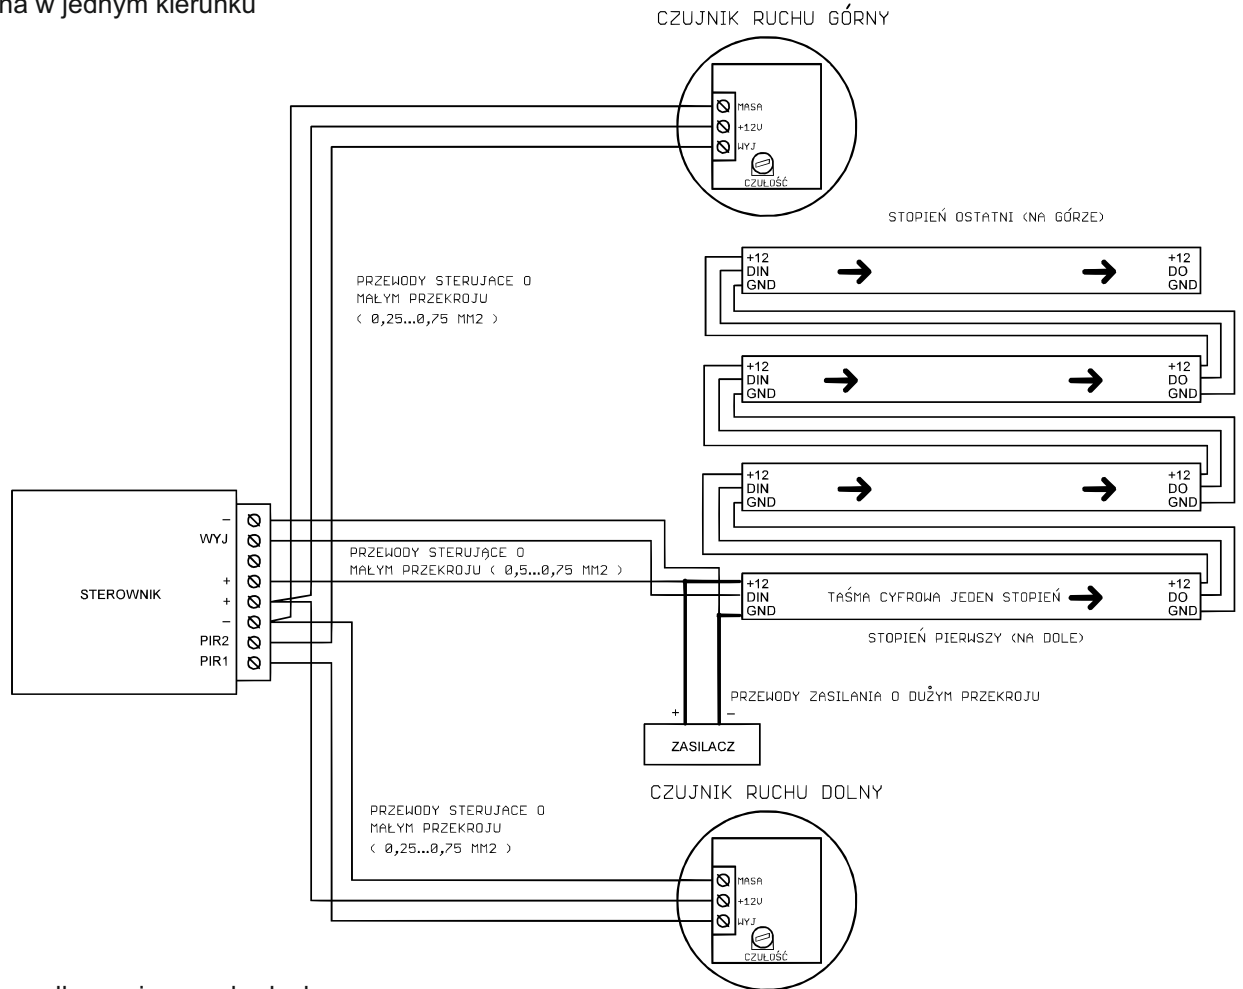 na w jednym kierunku
CZUJNIK RUCHU GÓRNY
MASA
+12V
WYJ
CZUŁOŚĆ
STOPIEŃ OSTATNI (NA GÓRZE)
+12
DIN
GND
+12
DO
GND
PRZEWODY STERUJACE O
MAŁYM PRZEKROJU
( 0,25...0,75 MM2 )
+12
DIN
GND
+12
DO
GND
+12
DIN
GND
+12
DO
GND
STEROWNIK
–
WYJ
+
+
–
PIR2
PIR1
PRZEWODY STERUJĄCE O
MAŁYM PRZEKROJU ( 0,5...0,75 MM2 )
+12
DIN
GND
TAŚMA CYFROWA JEDEN STOPIEŃ
+12
DO
GND
STOPIEŃ PIERWSZY (NA DOLE)
PRZEWODY ZASILANIA O DUŻYM PRZEKROJU
+ –
ZASILACZ
CZUJNIK RUCHU DOLNY
PRZEWODY STERUJACE O
MAŁYM PRZEKROJU
( 0,25...0,75 MM2 )
MASA
+12V
WYJ
CZUŁOŚĆ